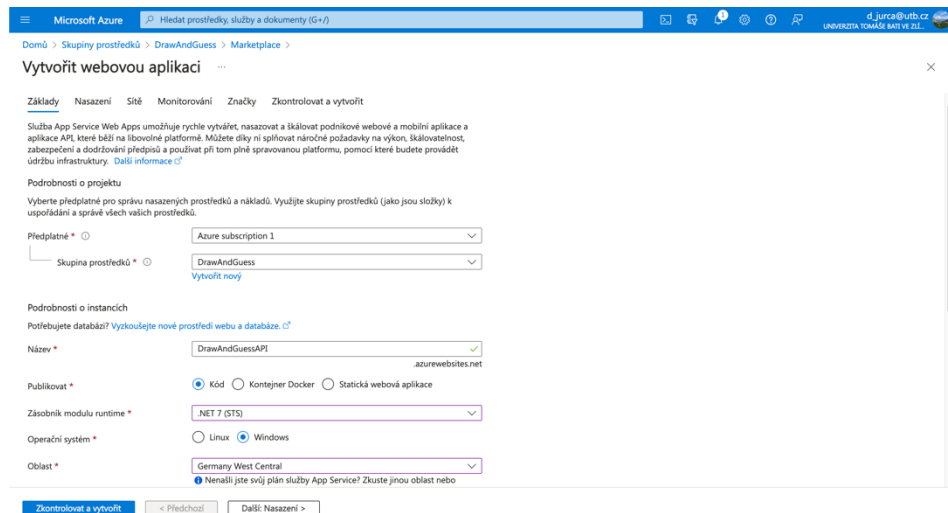 Microsoft Azure
Hledat prostředky, služby a dokumenty (G+/)
1
d_jurca@utb.cz
UNIVERZITA TOMÁŠE BATI VE ZLÍ...
Domů > Skupiny prostředků > DrawAndGuess > Marketplace >
Vytvořit webovou aplikaci ...
Základy Nasazení Sítě Monitorování Značky Zkontrolovat a vytvořit
Služba App Service Web Apps umožňuje rychle vytvářet, nasazovat a škálovat podnikové webové a mobilní aplikace a
aplikace API, které běží na libovolné platformě. Můžete díky ní splňovat náročné požadavky na výkon, škálovatelnost,
zabezpečení a dodržování předpisů a používat při tom plně spravovanou platformu, pomocí které budete provádět
údržbu infrastruktury. Další informace
Podrobnosti o projektu
Vyberte předplatné pro správu nasazených prostředků a nákladů. Využijte skupiny prostředků (jako jsou složky) k
uspořádání a správě všech vašich prostředků.
Předplatné * Azure subscription 1
Skupina prostředků * DrawAndGuess
Vytvořit nový
Podrobnosti o instancích
Potřebujete databázi? Vyzkoušejte nové prostředí webu a databáze.
Název * DrawAndGuessAPI
.azurewebsites.net
Publikovat * Kód Kontejner Docker Statická webová aplikace
Zásobník modulu runtime * .NET 7 (STS)
Operační systém * Linux Windows
Oblast * Germany West Central
Nenašli jste svůj plán služby App Service? Zkuste jinou oblast nebo
Zkontrolovat a vytvořit < Předchozí Další: Nasazení >